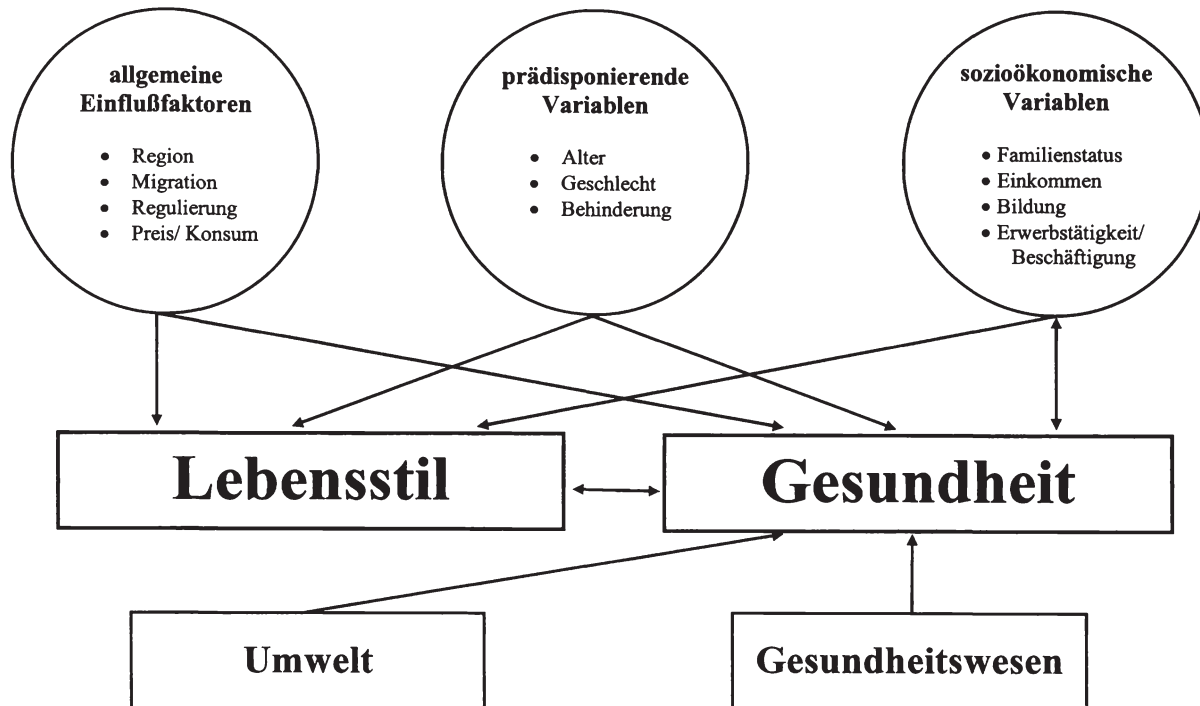 allgemeine
Einflußfaktoren
• Region
• Migration
• Regulierung
• Preis/ Konsum
prädisponierende
Variablen
• Alter
• Geschlecht
• Behinderung
sozioökonomische
Variablen
• Familienstatus
• Einkommen
• Bildung
• Erwerbstätigkeit/
Beschäftigung
Lebensstil
Gesundheit
Umwelt
Gesundheitswesen